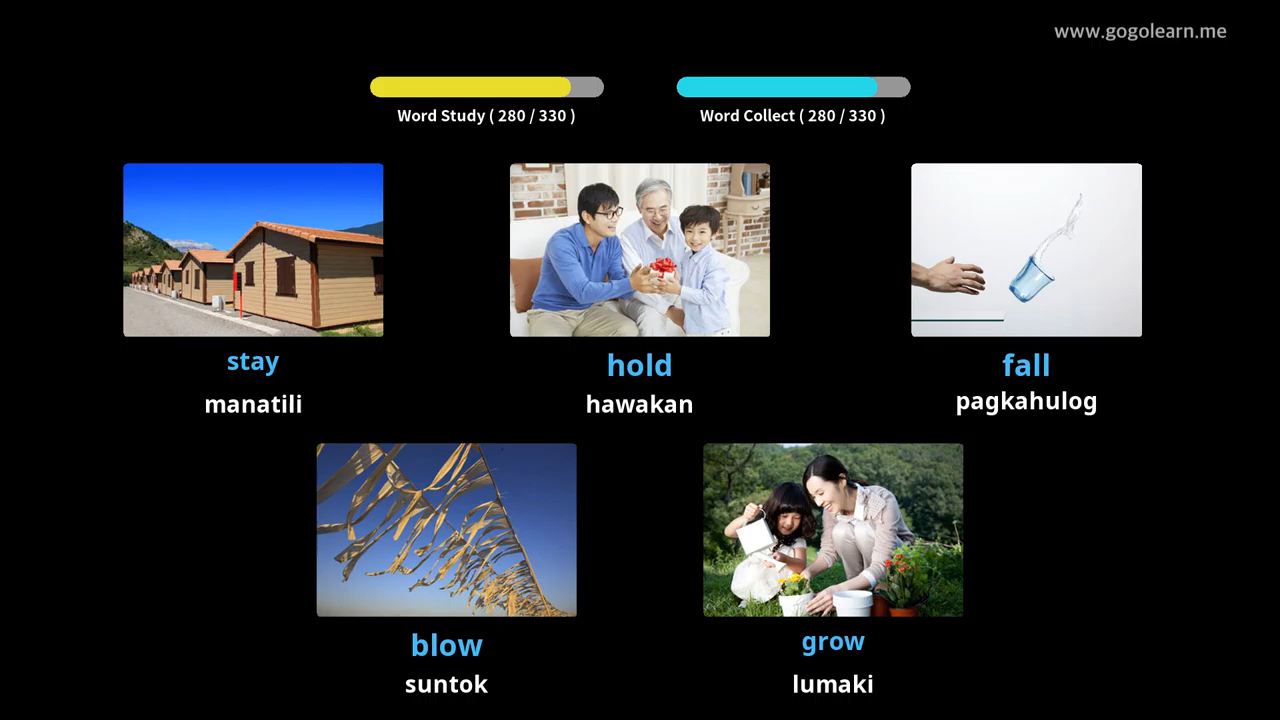 www.gogolearn.me
Word Study ( 280 / 330 )
Word Collect ( 280 / 330 )
stay
manatili
hold
hawakan
fall
pagkahulog
blow
suntok
grow
lumaki